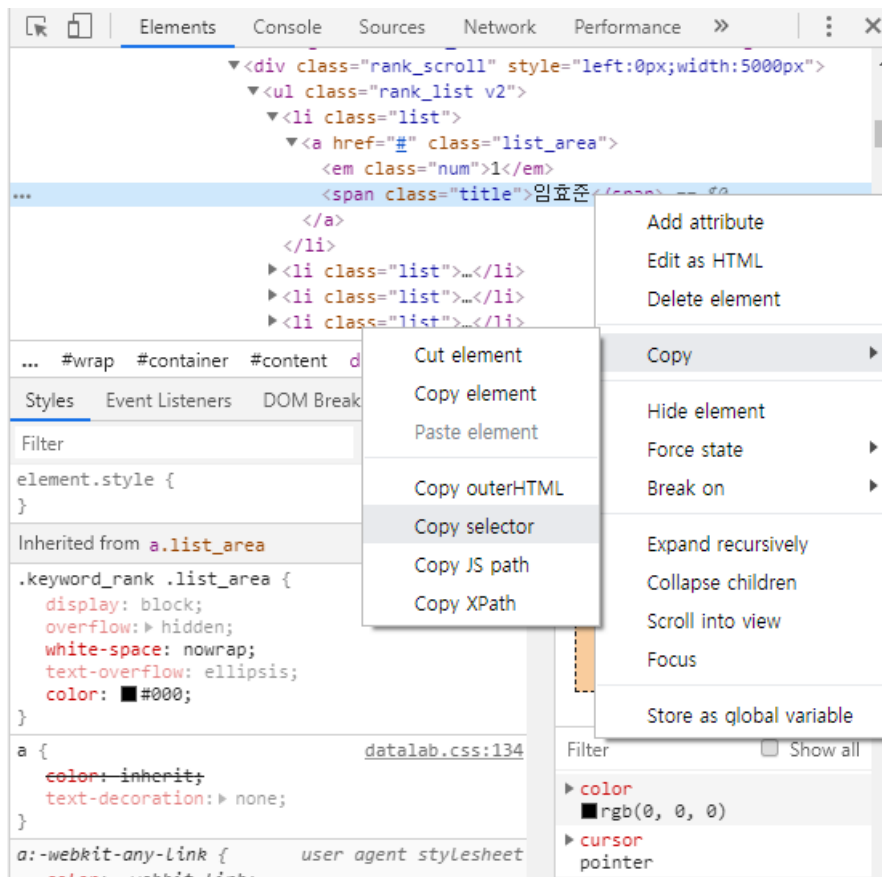 Elements Console Sources Network Performance »
▼<div class="rank_scroll" style="left:0px;width:5000px">
▼<ul class="rank_list v2">
▼<li class="list">
▼<a href="#" class="list_area">
<em class="num">1</em>
... <span class="title">임효준</span> == $0
</a>
</li>
▶<li class="list">…</li>
▶<li class="list">…</li>
▶<li class="list">…</li>
... #wrap #container #content d
Styles Event Listeners DOM Break
Filter
element.style {
}
Inherited from a.list_area
.keyword_rank .list_area {
display: block;
overflow:▶ hidden;
white-space: nowrap;
text-overflow: ellipsis;
color: #000;
}
a {
datalab.css:134
color: inherit;
text-decoration:▶ none;
}
a:-webkit-any-link {
user agent stylesheet
Cut element
Copy element
Paste element
Copy outerHTML
Copy selector
Copy JS path
Copy XPath
Add attribute
Edit as HTML
Delete element
Copy
Hide element
Force state
Break on
Expand recursively
Collapse children
Scroll into view
Focus
Store as global variable
Filter Show all
▶ color
rgb(0, 0, 0)
▶ cursor
pointer